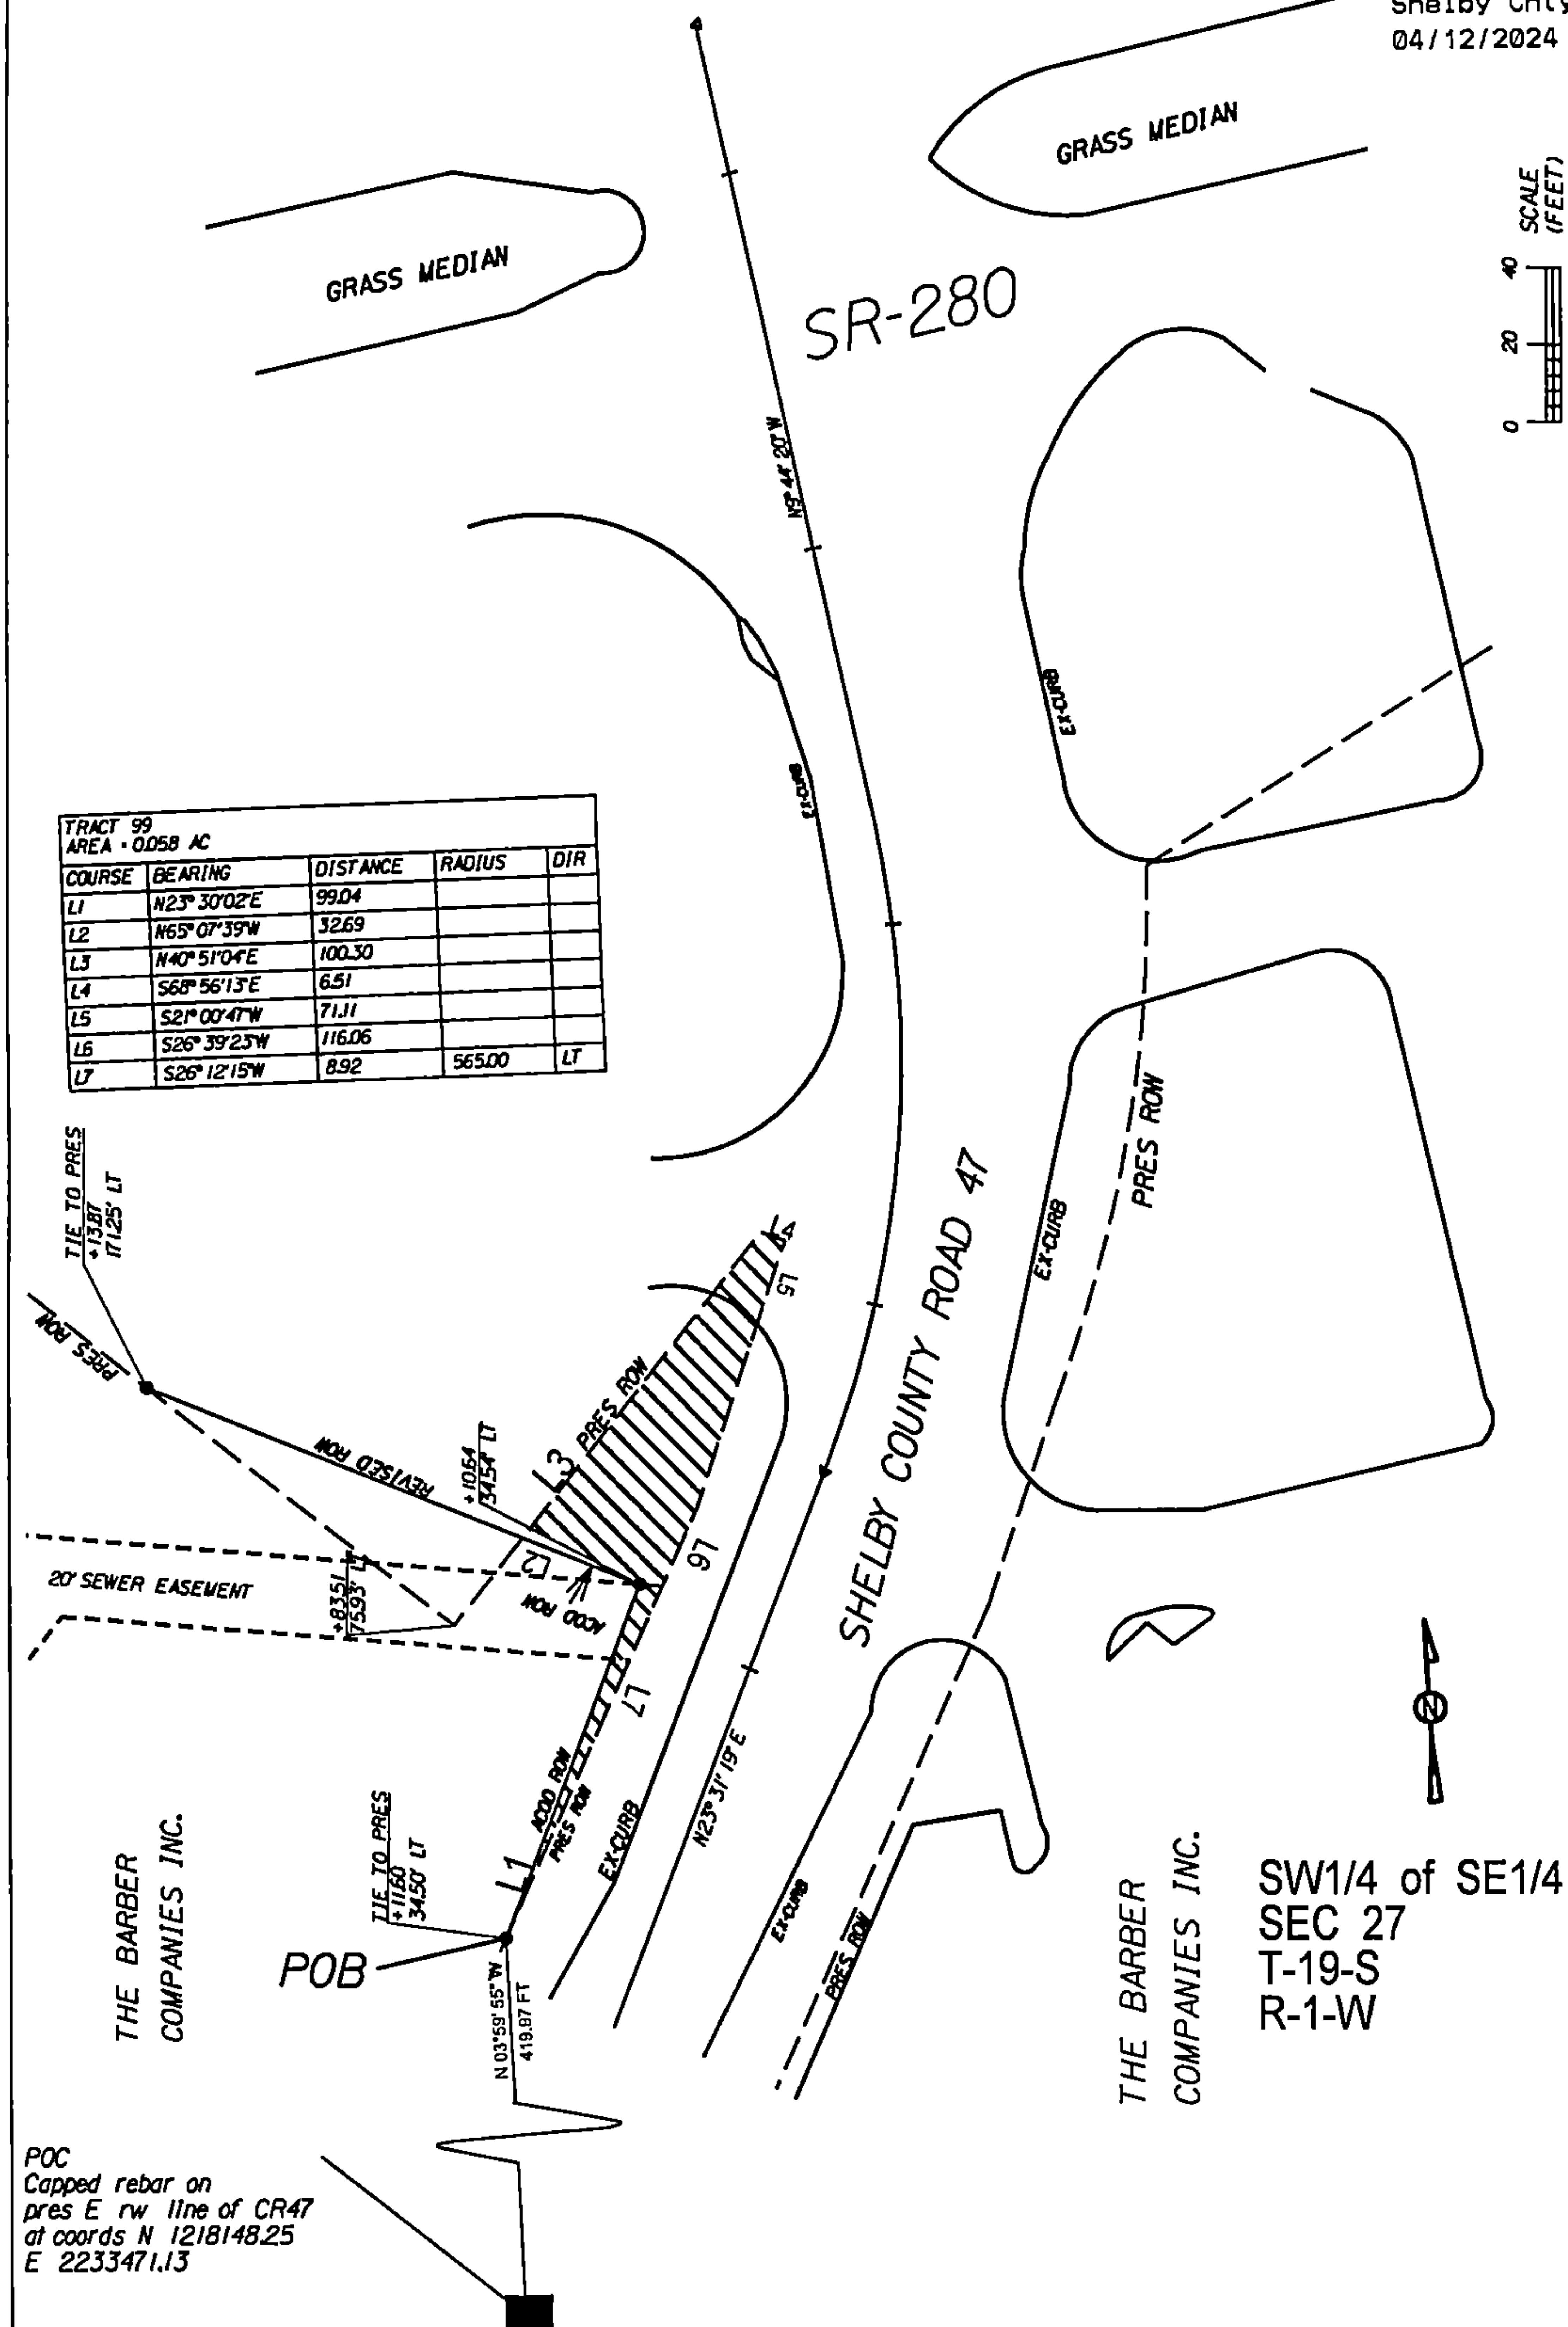 Shelby Cnty
04/12/2024
GRASS MEDIAN
GRASS MEDIAN
SCALE
(FEET)
0 20 40
SR-280
N9° 44' 20" W
EX-CURB
EX-CURB
TRACT 99
AREA = 0.058 AC
COURSE BEARING DISTANCE RADIUS DIR
L1 N23° 30'02"E 99.04
L2 N65° 07'39"W 32.69
L3 N40° 51'04"E 100.30
L4 S68° 56'13"E 6.51
L5 S21° 00'47"W 71.11
L6 S26° 39'23"W 116.06
L7 S26° 12'15"W 8.92 565.00 LT
TIE TO PRES
+13.87
171.25' LT
PRES ROW
REVISED ROW
+10.64
34.54' LT
L3
PRES ROW
L4
L5
SHELBY COUNTY ROAD 47
EX-CURB
PRES ROW
20' SEWER EASEMENT
+83.51
75.93' LT
L2
ACQD ROW
L6
L7
ACQD ROW
PRES ROW
L1
EX-CURB
N23° 31' 19" E
TIE TO PRES
+11.60
34.50' LT
POB
N 03°59' 55" W
419.97 FT
EX-CURB
PRES ROW
THE BARBER
COMPANIES INC.
N
THE BARBER
COMPANIES INC.
SW1/4 of SE1/4
SEC 27
T-19-S
R-1-W
POC
Capped rebar on
pres E rw line of CR47
at coords N 1218148.25
E 2233471.13